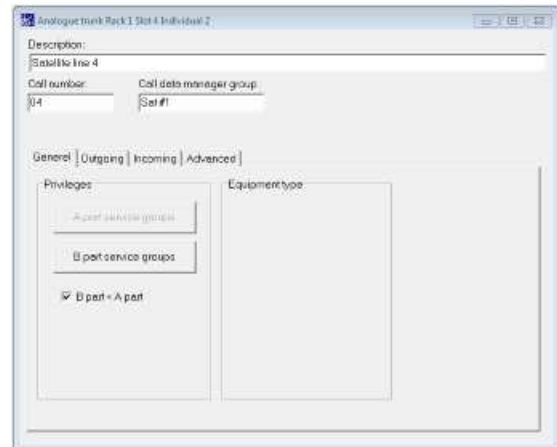 Analogue trunk Rack 1 Slot 4 Individual 2
Description:
Satellite line 4
Call number: Call data manager group:
04 Sat #1
General Outgoing Incoming Advanced
Privileges Equipment type
A part service groups
B part service groups
B part = A part